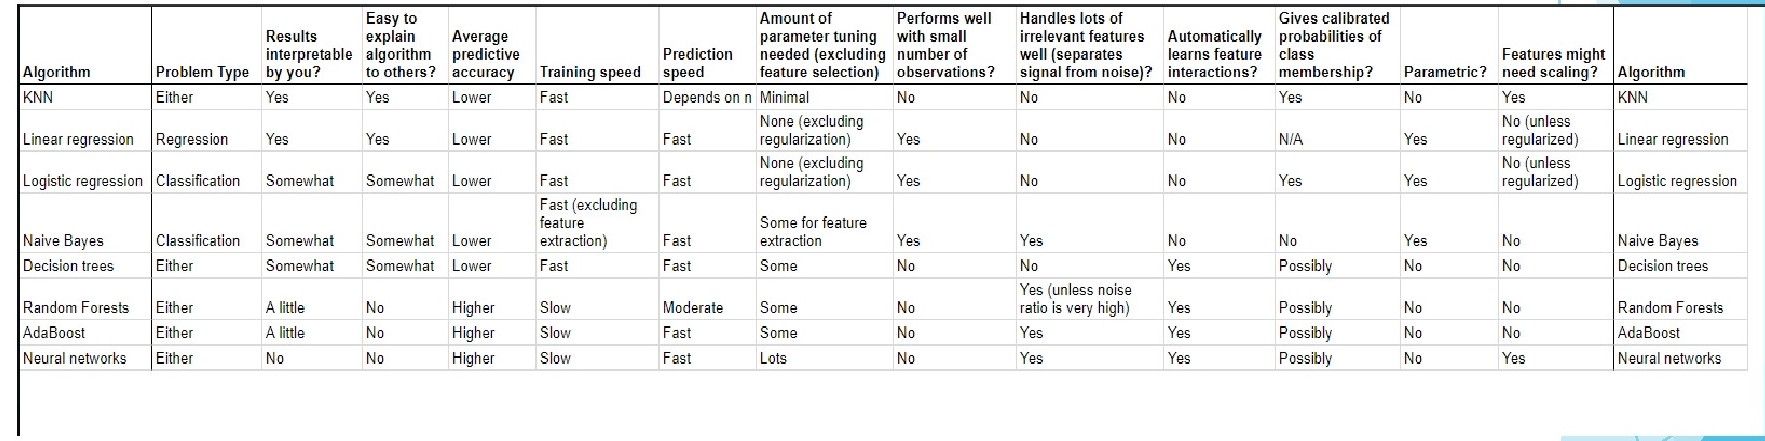 Algorithm Problem Type Results interpretable by you? Easy to explain algorithm to others? Average predictive accuracy Training speed Prediction speed Amount of parameter tuning needed (excluding feature selection) Performs well with small number of observations? Handles lots of irrelevant features well (separates signal from noise)? Automatically learns feature interactions? Gives calibrated probabilities of class membership? Parametric? Features might need scaling? Algorithm
KNN Either Yes Yes Lower Fast Depends on n Minimal No No No Yes No Yes KNN
Linear regression Regression Yes Yes Lower Fast Fast None (excluding regularization) Yes No No N/A Yes No (unless regularized) Linear regression
Logistic regression Classification Somewhat Somewhat Lower Fast Fast None (excluding regularization) Yes No No Yes Yes No (unless regularized) Logistic regression
Naive Bayes Classification Somewhat Somewhat Lower Fast (excluding feature extraction) Fast Some for feature extraction Yes Yes No No Yes No Naive Bayes
Decision trees Either Somewhat Somewhat Lower Fast Fast Some No No Yes Possibly No No Decision trees
Random Forests Either A little No Higher Slow Moderate Some No Yes (unless noise ratio is very high) Yes Possibly No No Random Forests
AdaBoost Either A little No Higher Slow Fast Some No Yes Yes Possibly No No AdaBoost
Neural networks Either No No Higher Slow Fast Lots No Yes Yes Possibly No Yes Neural networks